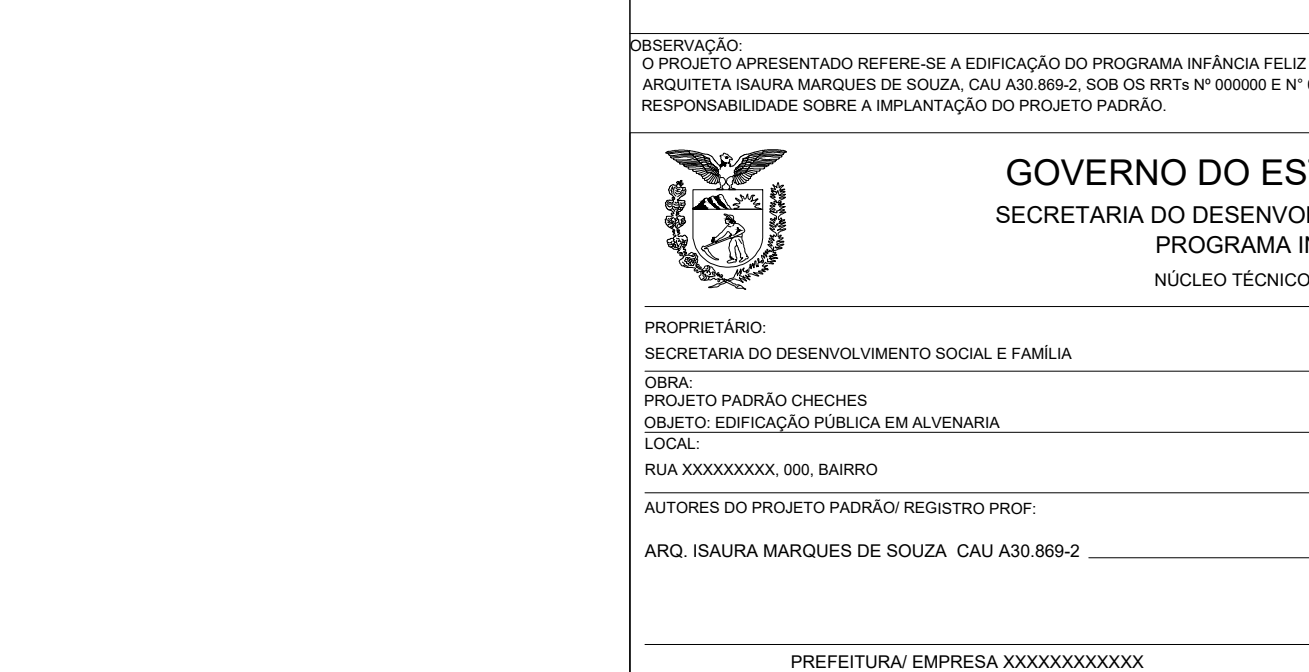 OBSERVAÇÃO:
O PROJETO APRESENTADO REFERE-SE A EDIFICAÇÃO DO PROGRAMA INFÂNCIA FELIZ
ARQUITETA ISAURA MARQUES DE SOUZA, CAU A30.869-2, SOB OS RRTs Nº 000000 E N°
RESPONSABILIDADE SOBRE A IMPLANTAÇÃO DO PROJETO PADRÃO.
GOVERNO DO
SECRETARIA DO
PROGRAMA
NÚCLEO TÉCNICO
PROPRIETÁRIO:
SECRETARIA DO DESENVOLVIMENTO SOCIAL E FAMÍLIA
OBRA:
PROJETO PADRÃO CHECHES
OBJETO: EDIFICAÇÃO PÚBLICA EM ALVENARIA
LOCAL:
RUA XXXXXXXXX, 000, BAIRRO
AUTORES DO PROJETO PADRÃO/ REGISTRO PROF:
ARQ. ISAURA MARQUES DE SOUZA CAU A30.869-2
PREFEITURA/ EMPRESA XXXXXXXXXXXX